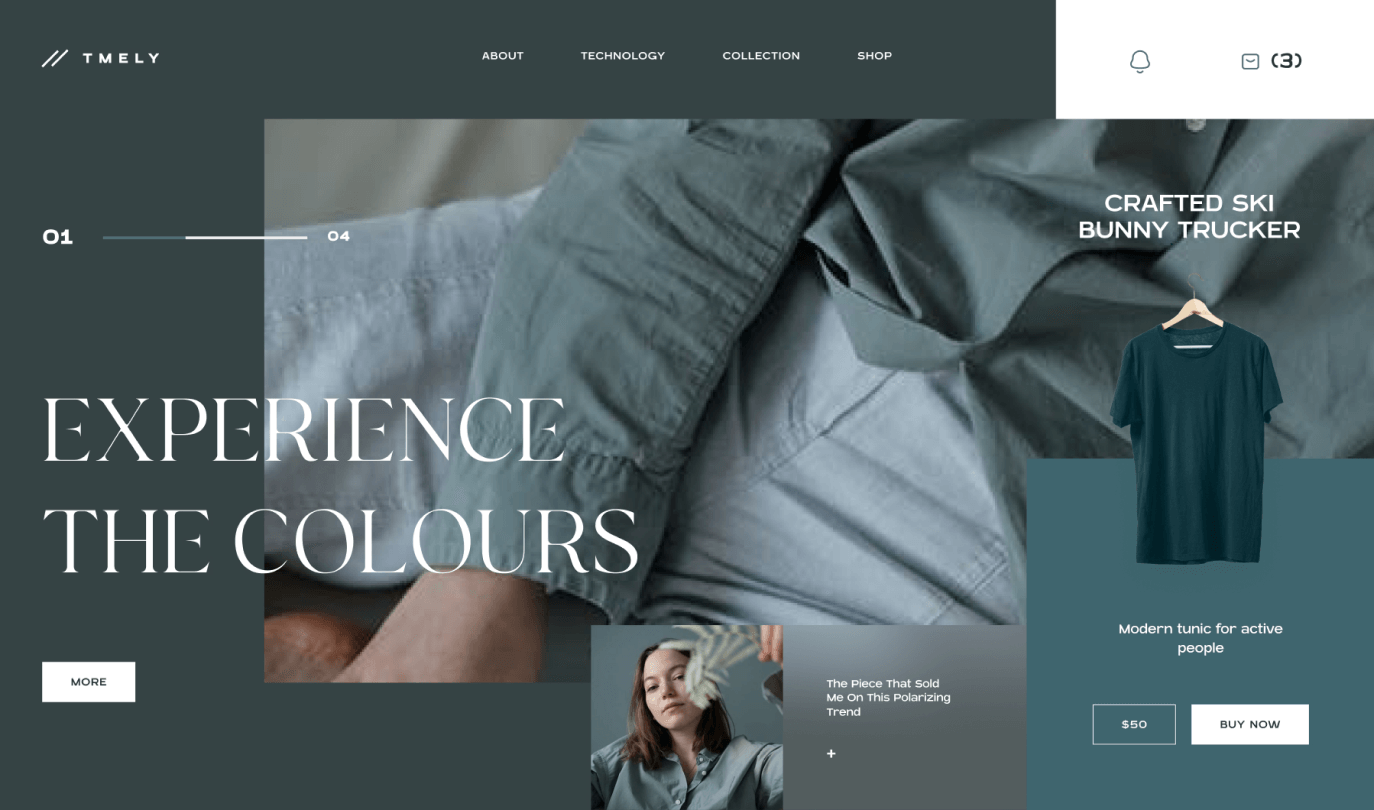 TMELY
ABOUT
TECHNOLOGY
COLLECTION
SHOP
(3)
01
04
EXPERIENCE
THE COLOURS
MORE
CRAFTED SKI
BUNNY TRUCKER
Modern tunic for active
people
$50
BUY NOW
The Piece That Sold
Me On This Polarizing
Trend
+